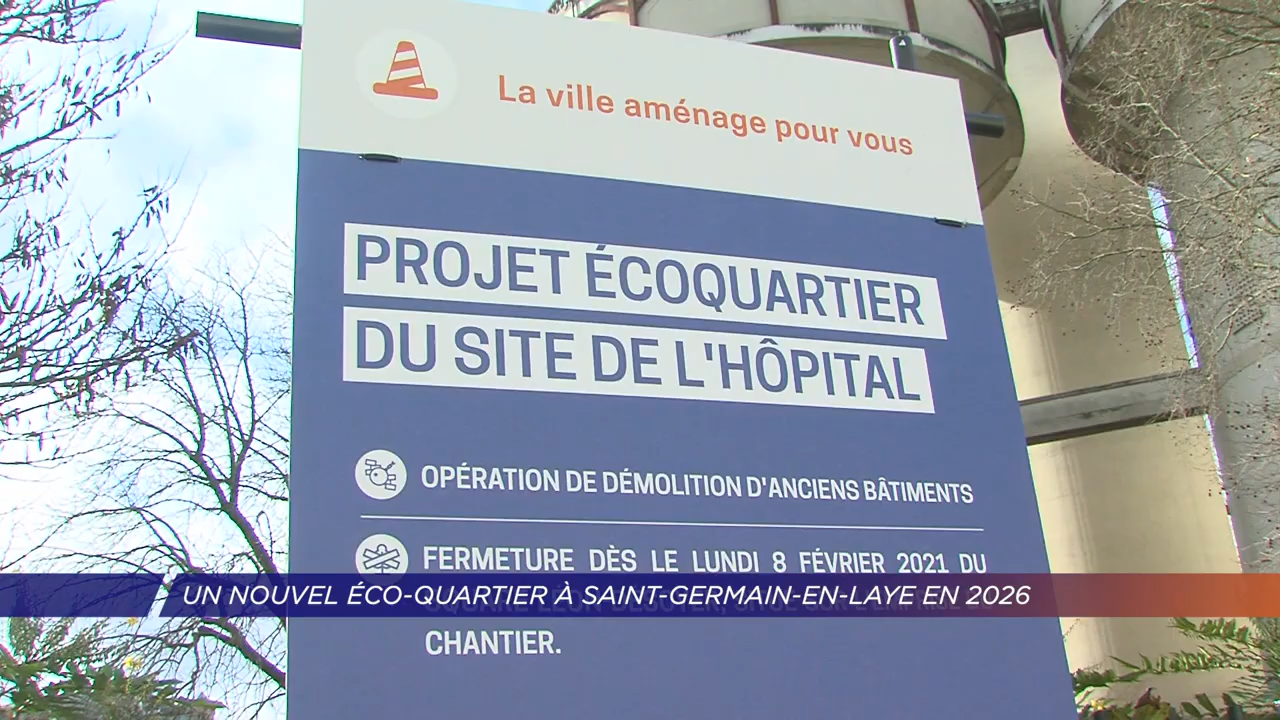 La ville aménage pour vous
PROJET ÉCOQUARTIER
DU SITE DE L'HÔPITAL
OPÉRATION DE DÉMOLITION D'ANCIENS BÂTIMENTS
FERMETURE DÈS LE LUNDI 8 FÉVRIER 2021 DU
UN NOUVEL ÉCO-QUARTIER À SAINT-GERMAIN-EN-LAYE EN 2026
CHANTIER.